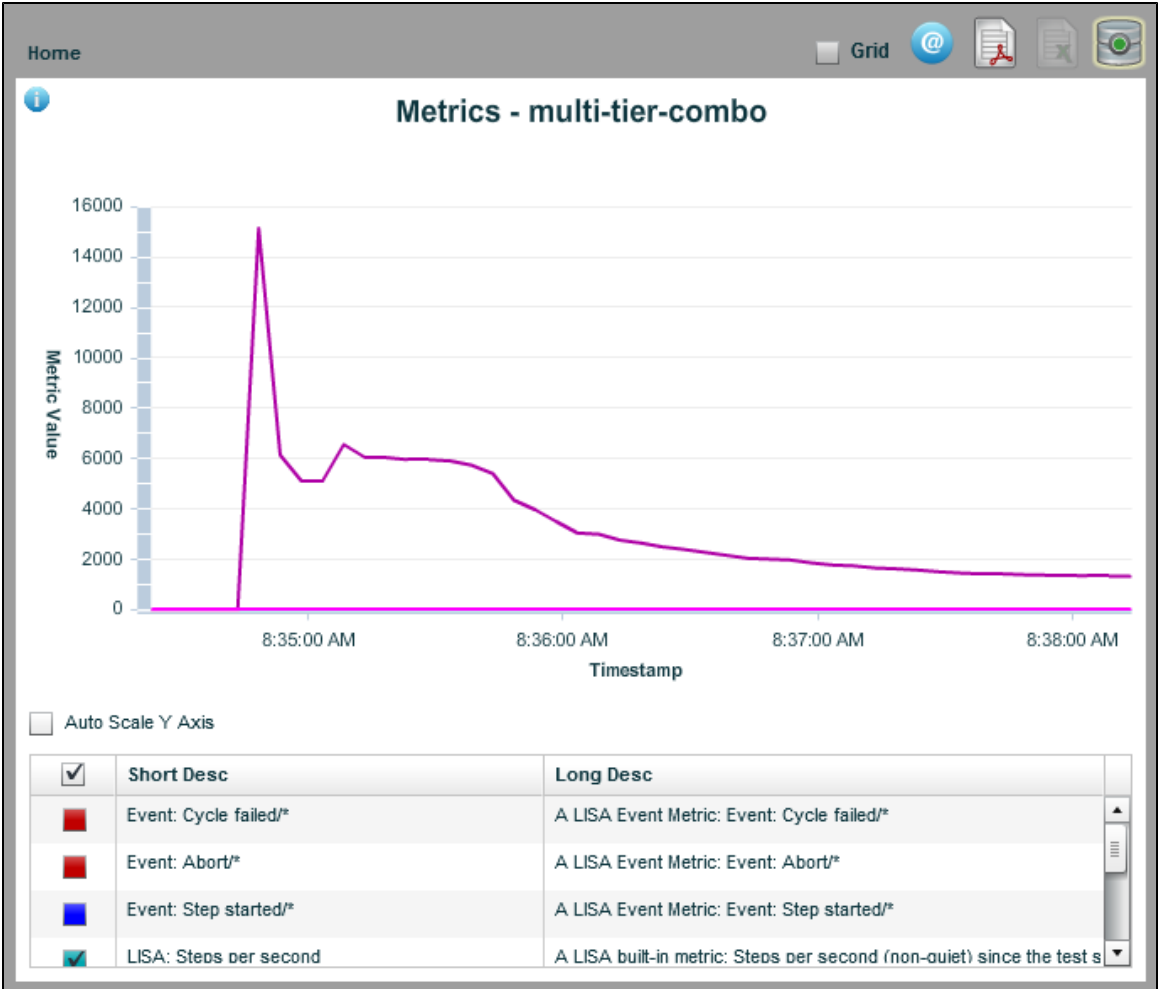 Home
Grid
@
i
Metrics - multi-tier-combo
16000
14000
12000
10000
8000
6000
4000
2000
0
Metric Value
8:35:00 AM 8:36:00 AM 8:37:00 AM 8:38:00 AM
Timestamp
Auto Scale Y Axis
Short Desc Long Desc
Event: Cycle failed/* A LISA Event Metric: Event: Cycle failed/*
Event: Abort/* A LISA Event Metric: Event: Abort/*
Event: Step started/* A LISA Event Metric: Event: Step started/*
LISA: Steps per second A LISA built-in metric: Steps per second (non-quiet) since the test s